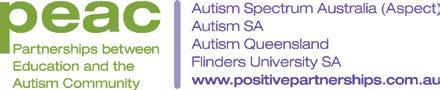 peac
Partnerships between
Education and the
Autism Community
Autism Spectrum Australia (Aspect)
Autism SA
Autism Queensland
Flinders University SA
www.positivepartnerships.com.au